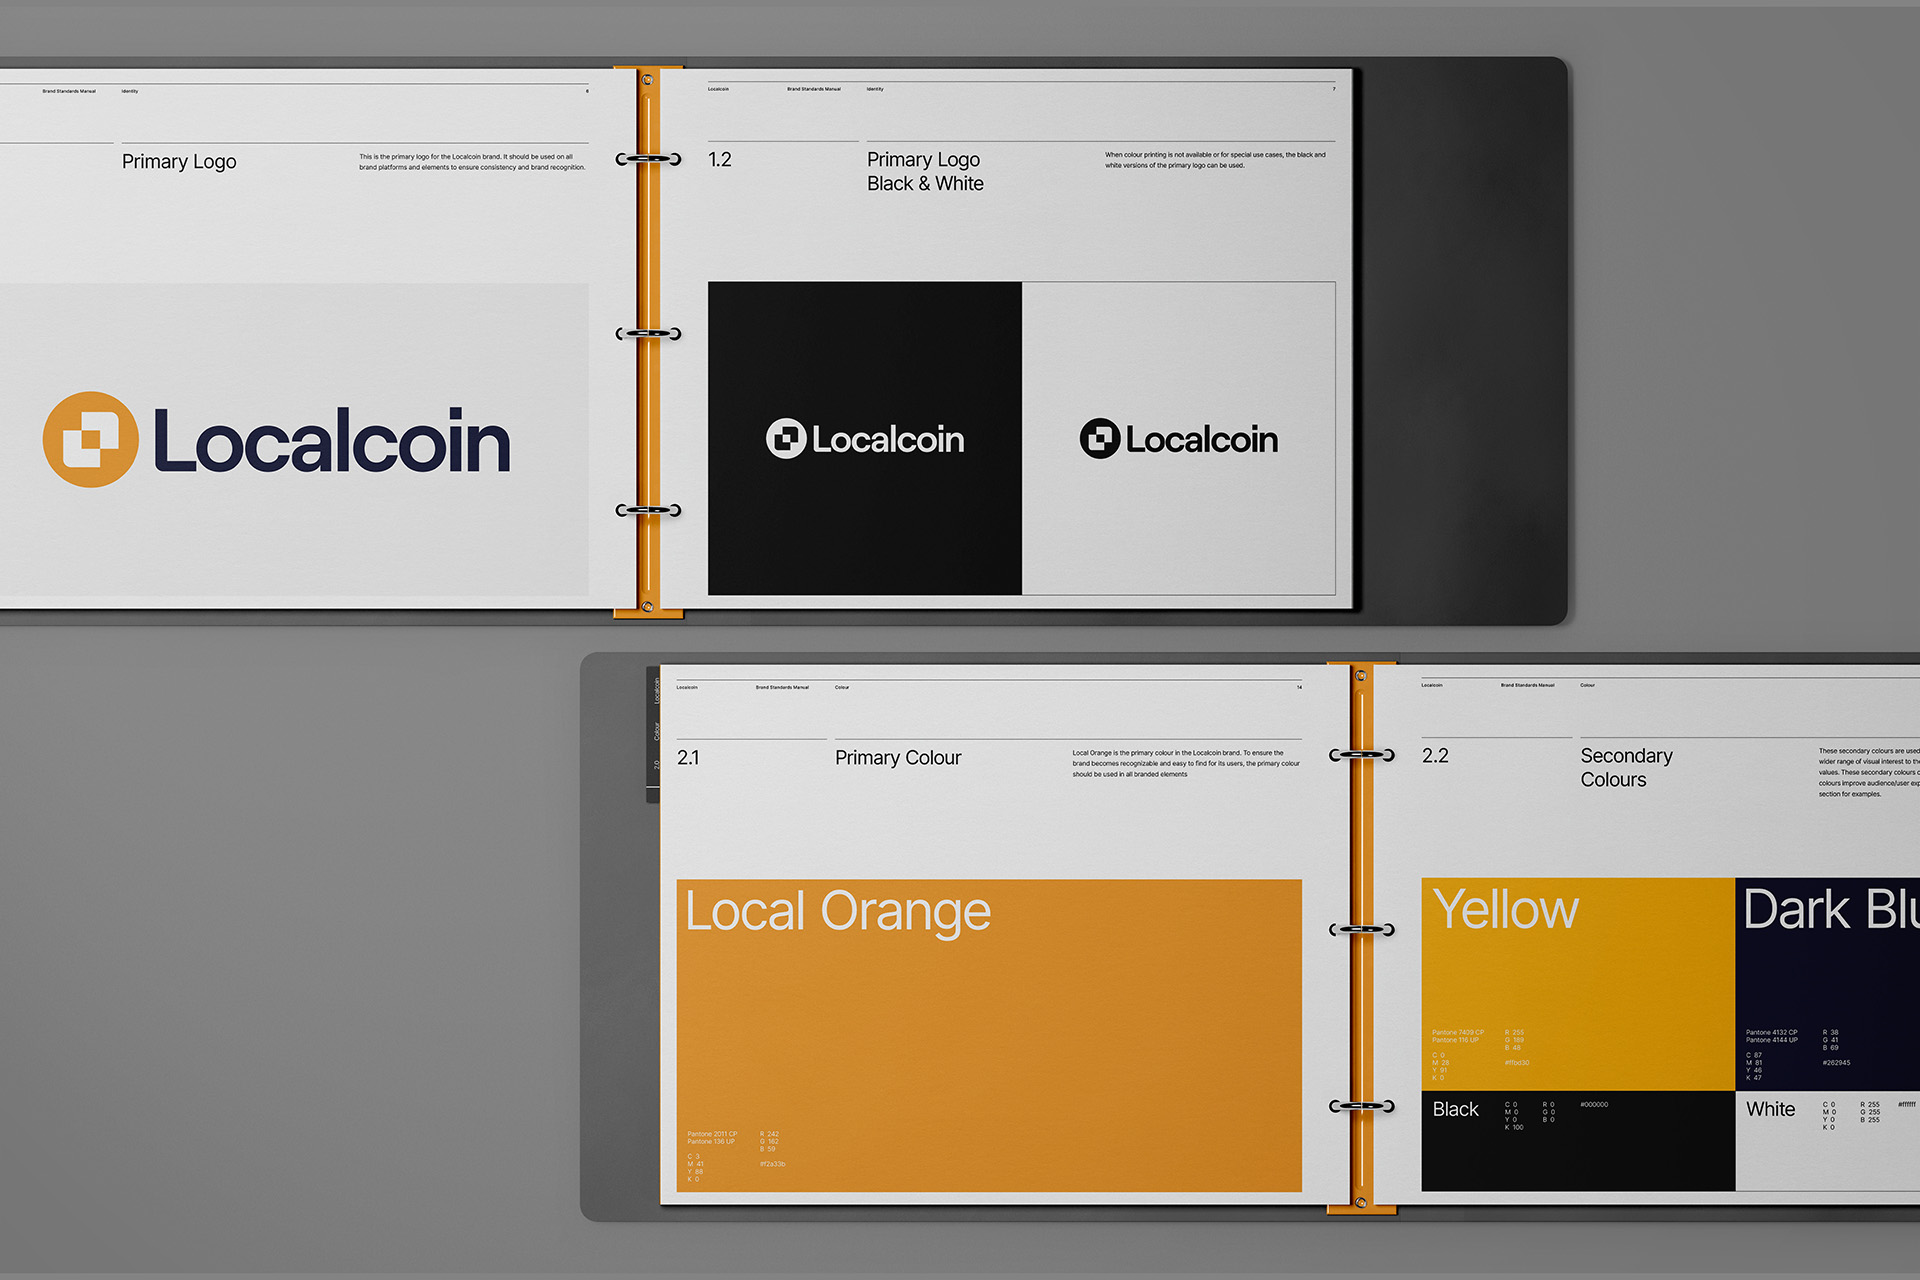 Brand Standards Manual
Identity
6
Primary Logo
This is the primary logo for the Localcoin brand. It should be used on all
brand platforms and elements to ensure consistency and brand recognition.
Localcoin
Localcoin
Brand Standards Manual
Identity
7
1.2
Primary Logo
Black & White
When colour printing is not available or for special use cases, the black and
white versions of the primary logo can be used.
Localcoin
Localcoin
Localcoin
Colour
2.0
Localcoin
Brand Standards Manual
Colour
14
2.1
Primary Colour
Local Orange is the primary colour in the Localcoin brand. To ensure the
brand becomes recognizable and easy to find for its users, the primary colour
should be used in all branded elements
Local Orange
Pantone 2011 CP
Pantone 136 UP
C 3
M 41
Y 88
K 0
R 242
G 162
B 59
#f2a33b
Localcoin
Brand Standards Manual
Colour
2.2
Secondary
Colours
These secondary colours are used
wider range of visual interest to the
values. These secondary colours
colours improve audience/user
section for examples.
Yellow
Pantone 7409 CP
Pantone 116 UP
C 0
M 28
Y 91
K 0
R 255
G 189
B 48
#ffbd30
Dark Blu
Pantone 4132 CP
Pantone 4144 UP
C 87
M 81
Y 46
K 47
R 38
G 41
B 69
#262945
Black
C 0
M 0
Y 0
K 100
R 0
G 0
B 0
#000000
White
C 0
M 0
Y 0
K 0
R 255
G 255
B 255
#ffffff